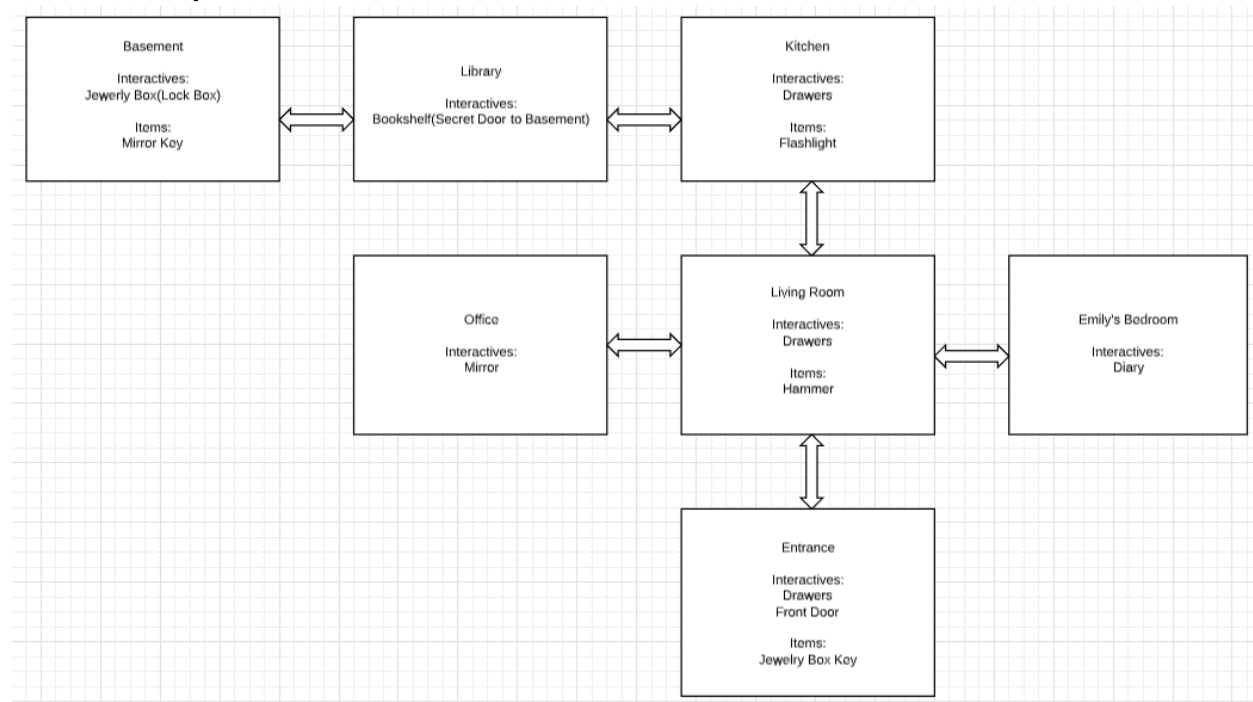 Basement
Interactives:
Jewerly Box(Lock Box)
Items:
Mirror Key
Library
Interactives:
Bookshelf(Secret Door to Basement)
Kitchen
Interactives:
Drawers
Items:
Flashlight
Office
Interactives:
Mirror
Living Room
Interactives:
Drawers
Items:
Hammer
Emily's Bedroom
Interactives:
Diary
Entrance
Interactives:
Drawers
Front Door
Items:
Jewelry Box Key